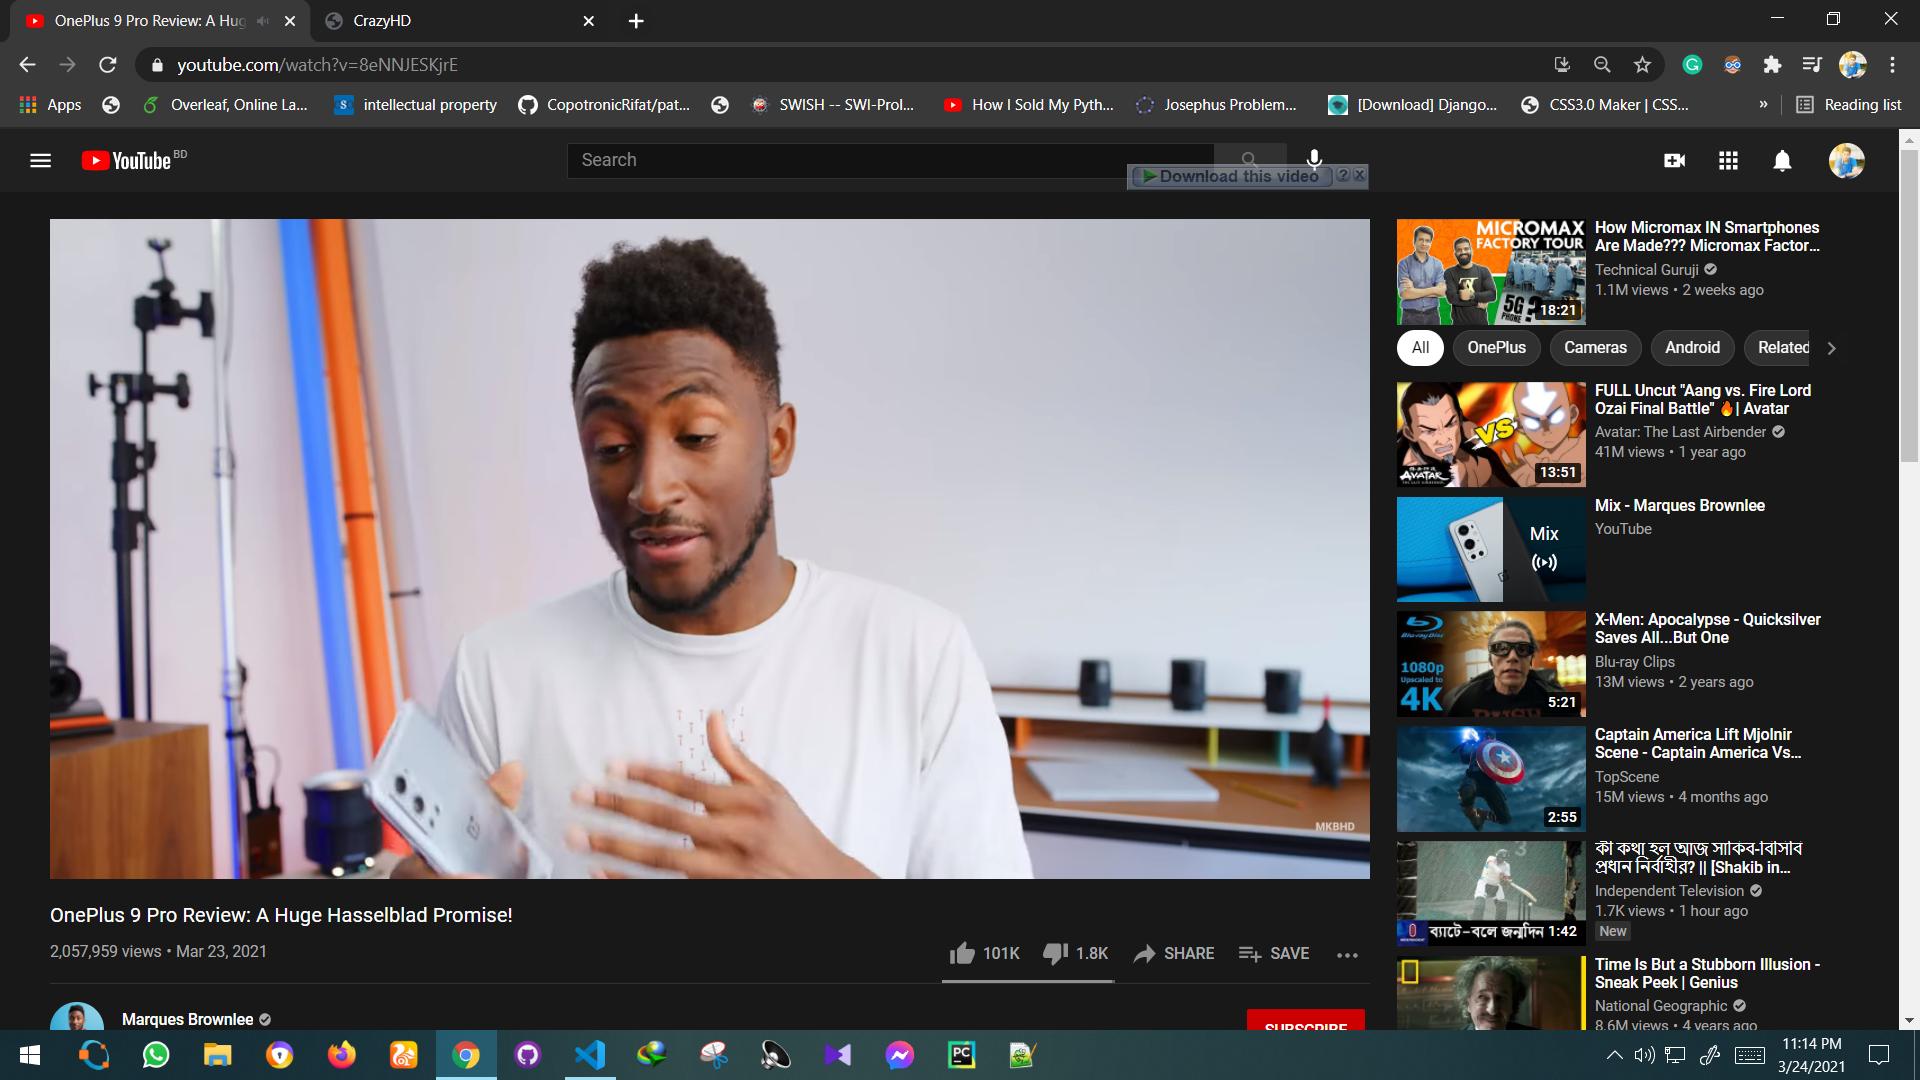 OnePlus 9 Pro Review: A Hug
CrazyHD
youtube.com/watch?v=8eNNJESKjrE
Apps
Overleaf, Online La...
intellectual property
CopotronicRifat/pat...
SWISH -- SWI-Prol...
How I Sold My Pyth...
Josephus Problem...
[Download] Django...
CSS3.0 Maker | CSS...
»
Reading list
YouTube BD
Search
Download this video
MKBHD
OnePlus 9 Pro Review: A Huge Hasselblad Promise!
2,057,959 views • Mar 23, 2021
101K
1.8K
SHARE
SAVE
Marques Brownlee
SUBSCRIBE
MICROMAX
FACTORY TOUR
5G ?
PHONE
18:21
How Micromax IN Smartphones
Are Made??? Micromax Factor...
Technical Guruji
1.1M views • 2 weeks ago
All
OnePlus
Cameras
Android
Related
VS
AVATAR
13:51
FULL Uncut "Aang vs. Fire Lord
Ozai Final Battle" 🔥| Avatar
Avatar: The Last Airbender
41M views • 1 year ago
Mix
Mix - Marques Brownlee
YouTube
Blu-ray Disc
1080p
Upscaled to
4K
RUSH
5:21
X-Men: Apocalypse - Quicksilver
Saves All...But One
Blu-ray Clips
13M views • 2 years ago
2:55
Captain America Lift Mjolnir
Scene - Captain America Vs...
TopScene
15M views • 4 months ago
3
ব্যাটে-বলে জন্মদিন
1:42
কী কথা হল আজ সাকিব-বিসিবি
প্রধান নির্বাহীর? || [Shakib in...
Independent Television
1.7K views • 1 hour ago
New
Time Is But a Stubborn Illusion -
Sneak Peek | Genius
National Geographic
8.6M views • 4 years ago
PC
11:14 PM
3/24/2021